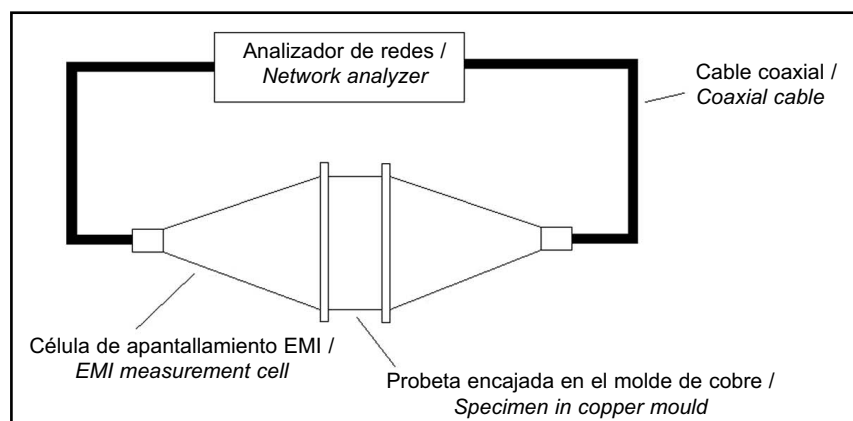 Analizador de redes /
Network analyzer
Cable coaxial /
Coaxial cable
Célula de apantallamiento EMI /
EMI measurement cell
Probeta encajada en el molde de cobre /
Specimen in copper mould